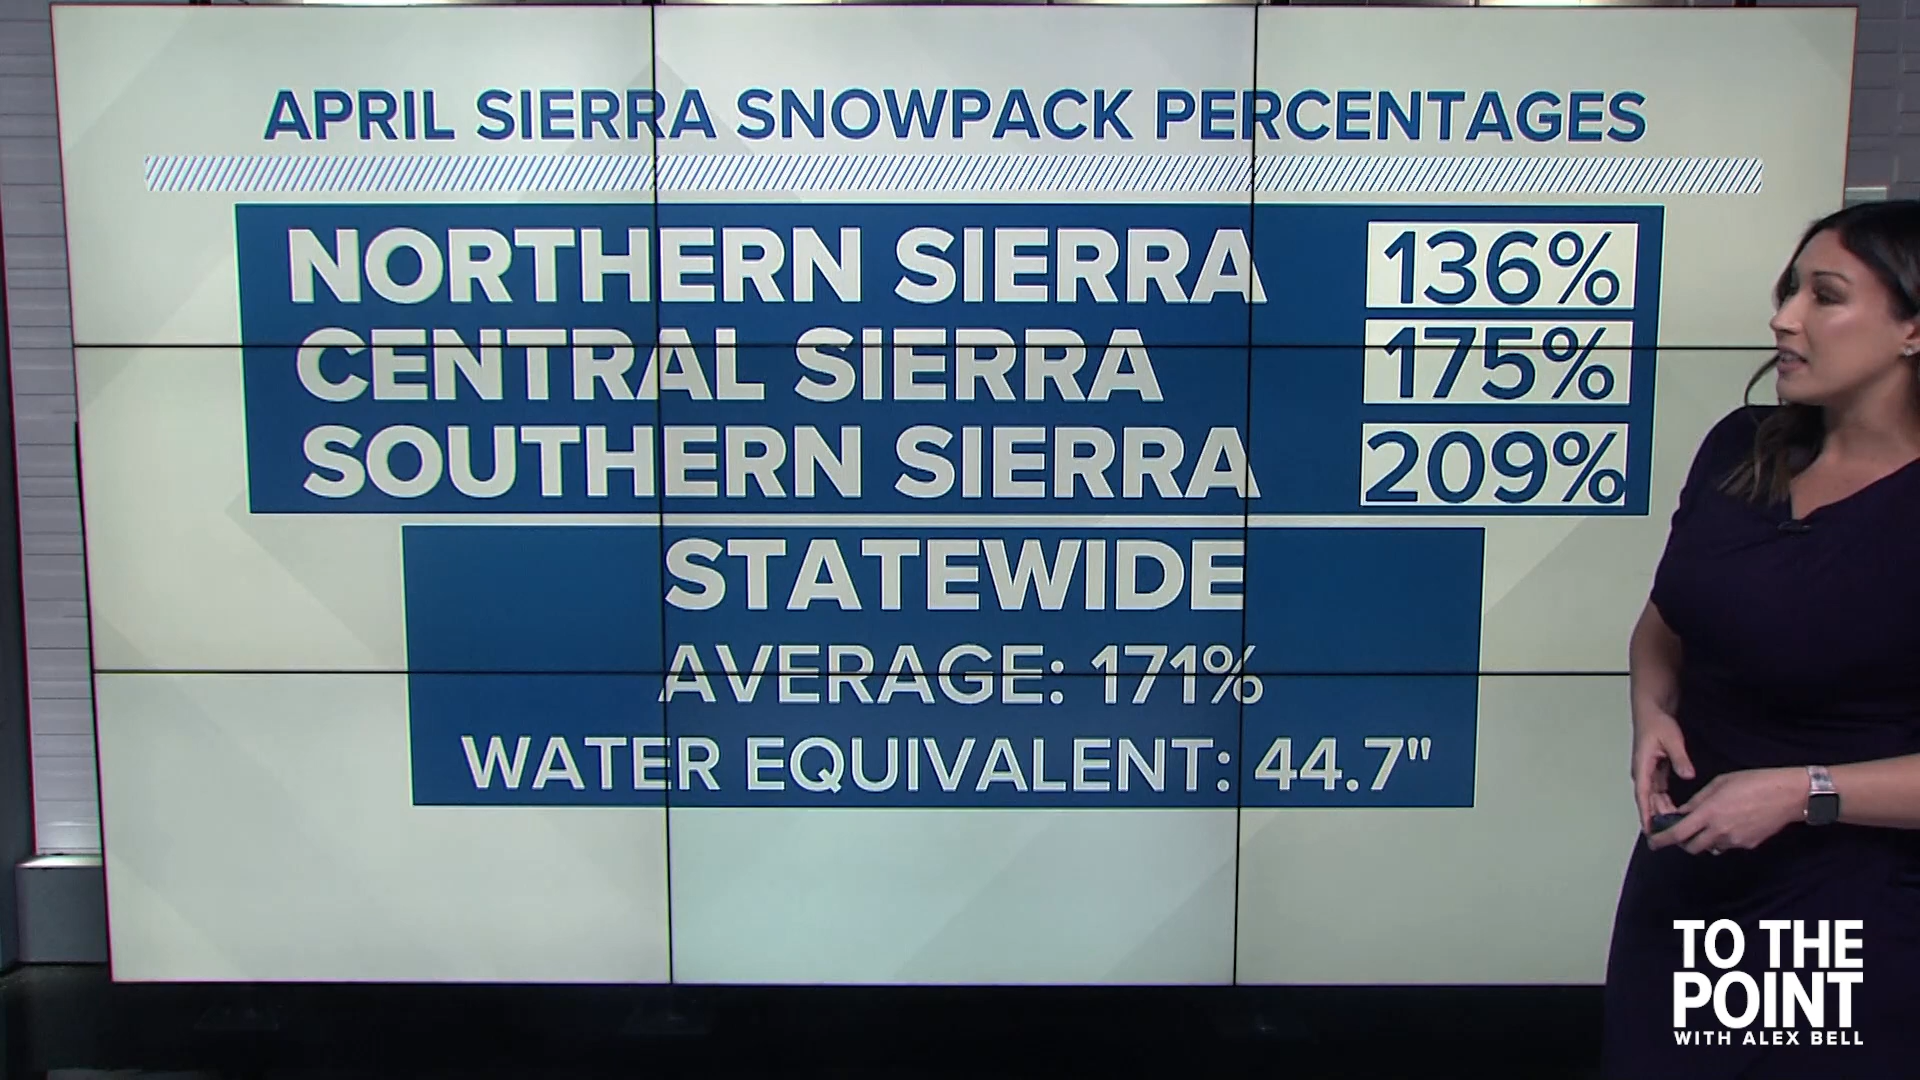 APRIL SIERRA SNOWPACK PERCENTAGES
NORTHERN SIERRA 136%
CENTRAL SIERRA 175%
SOUTHERN SIERRA 209%
STATEWIDE
AVERAGE: 171%
WATER EQUIVALENT: 44.7"
TO THE
POINT
WITH ALEX BELL